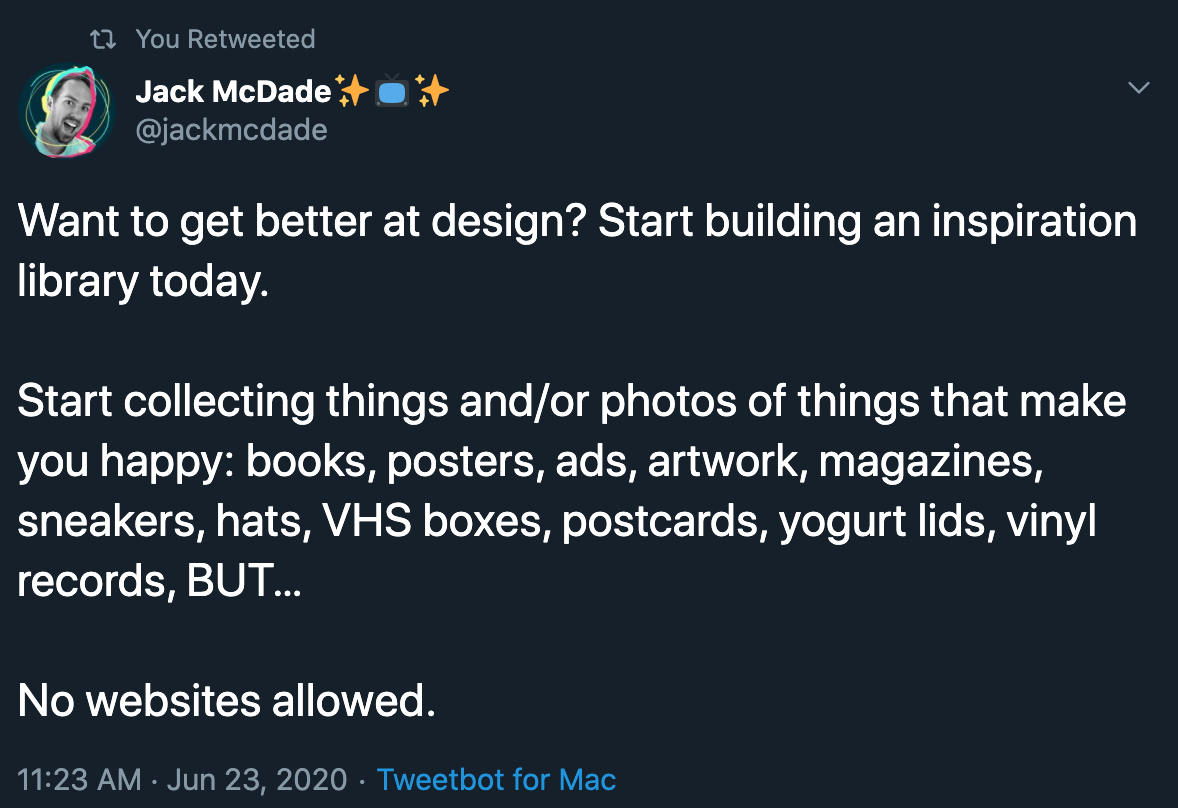 You Retweeted
Jack McDade✨📺✨
@jackmcdade
Want to get better at design? Start building an inspiration
library today.
Start collecting things and/or photos of things that make
you happy: books, posters, ads, artwork, magazines,
sneakers, hats, VHS boxes, postcards, yogurt lids, vinyl
records, BUT...
No websites allowed.
11:23 AM · Jun 23, 2020 · Tweetbot for Mac